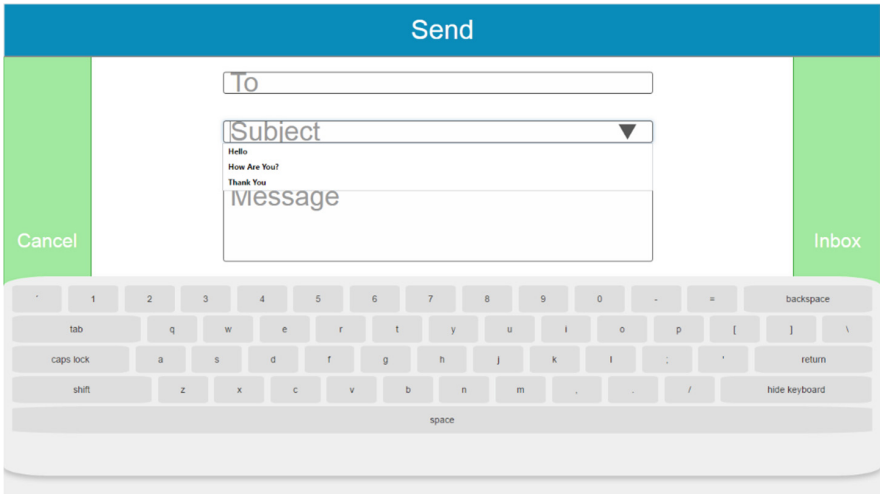 Send
To
Subject ▼
Hello
How Are You?
Thank You
Message
Cancel
Inbox
` 1 2 3 4 5 6 7 8 9 0 - = backspace
tab q w e r t y u i o p [ ] \
caps lock a s d f g h j k l ; ' return
shift z x c v b n m , . / hide keyboard
space